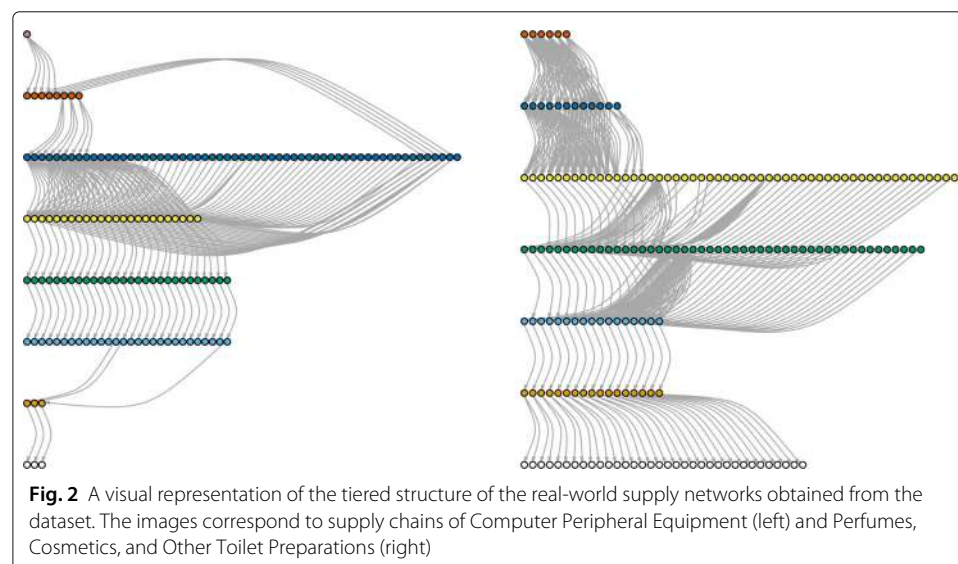 Fig. 2 A visual representation of the tiered structure of the real-world supply networks obtained from the
dataset. The images correspond to supply chains of Computer Peripheral Equipment (left) and Perfumes,
Cosmetics, and Other Toilet Preparations (right)